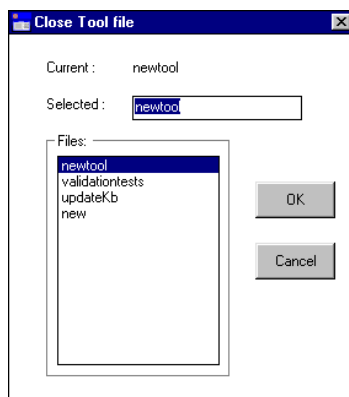 Close Tool file
Current : newtool
Selected : newtool
Files:
newtool
validationtests
updateKb
new
OK
Cancel